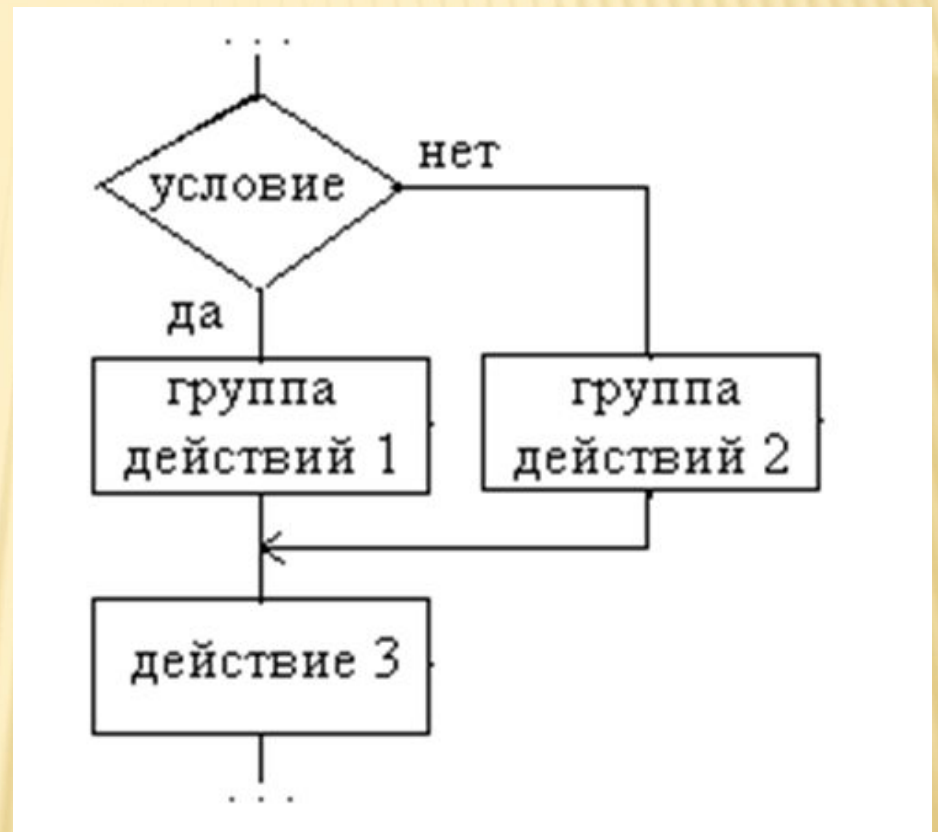 . . .
условие
нет
да
группа
действий 1
группа
действий 2
действие 3
. . .